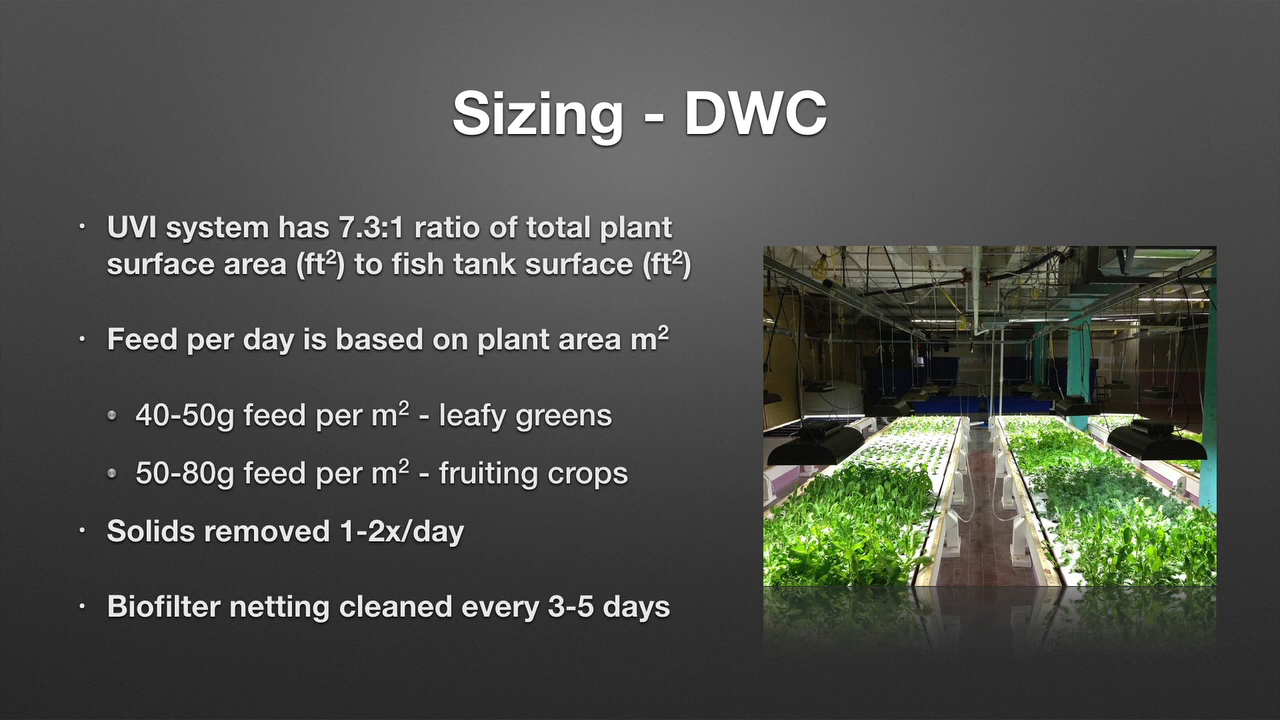 Sizing - DWC
· UVI system has 7.3:1 ratio of total plant
surface area (ft²) to fish tank surface (ft²)
· Feed per day is based on plant area m²
• 40-50g feed per m² - leafy greens
• 50-80g feed per m² - fruiting crops
· Solids removed 1-2x/day
· Biofilter netting cleaned every 3-5 days